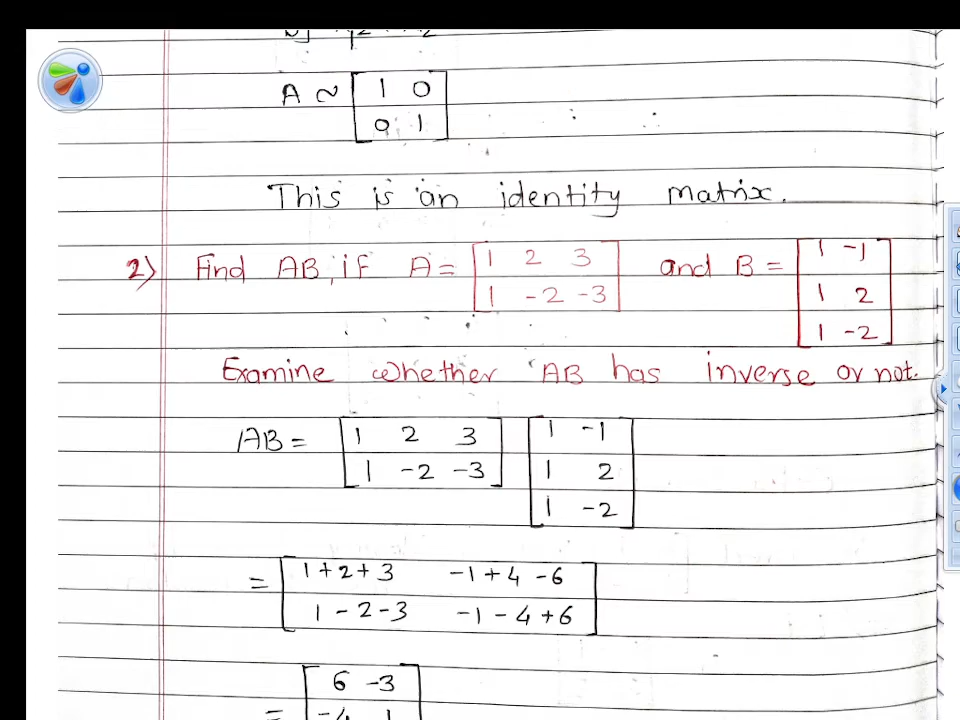 A ~ [1 0
0 1]
This is an identity matrix.
2) Find AB, if A = [1 2 3
1 -2 -3] and B = [1 -1
1 2
1 -2]
Examine whether AB has inverse or not.
AB = [1 2 3
1 -2 -3] [1 -1
1 2
1 -2]
= [1+2+3 -1+4-6
1-2-3 -1-4+6]
= [6 -3
-4 1]